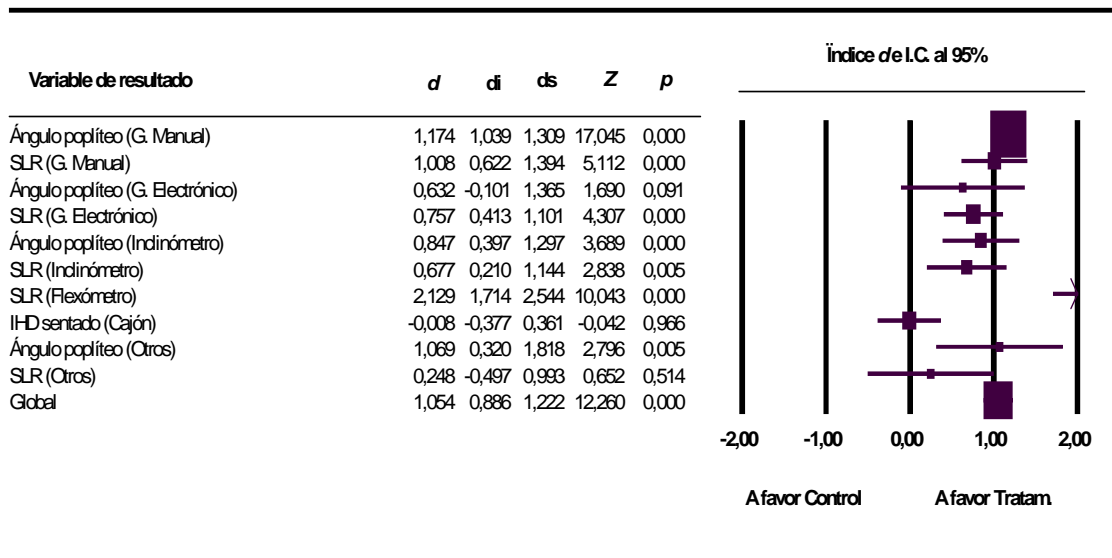 Ïndice de I.C. al 95%
Variable de resultado d di ds Z p
Ángulo poplíteo (G. Manual) 1,174 1,039 1,309 17,045 0,000
SLR (G. Manual) 1,008 0,622 1,394 5,112 0,000
Ángulo poplíteo (G. Electrónico) 0,632 -0,101 1,365 1,690 0,091
SLR (G. Electrónico) 0,757 0,413 1,101 4,307 0,000
Ángulo poplíteo (Inclinómetro) 0,847 0,397 1,297 3,689 0,000
SLR (Inclinómetro) 0,677 0,210 1,144 2,838 0,005
SLR (Flexómetro) 2,129 1,714 2,544 10,043 0,000
IHD sentado (Cajón) -0,008 -0,377 0,361 -0,042 0,966
Ángulo poplíteo (Otros) 1,069 0,320 1,818 2,796 0,005
SLR (Otros) 0,248 -0,497 0,993 0,652 0,514
Global 1,054 0,886 1,222 12,260 0,000
-2,00 -1,00 0,00 1,00 2,00
A favor Control A favor Tratam.